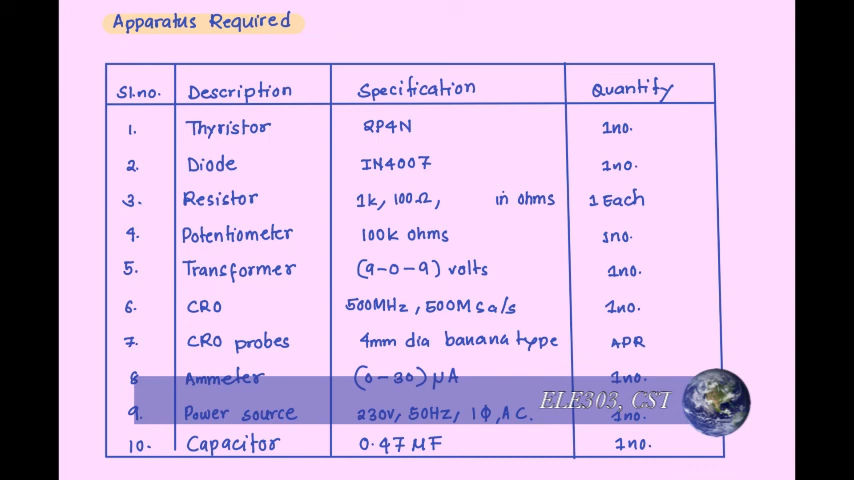 Apparatus Required
Sl.no. Description Specification Quantity
1. Thyristor 2P4N 1no.
2. Diode IN4007 1no.
3. Resistor 1k, 100Ω, in ohms 1 Each
4. Potentiometer 100k ohms 1no.
5. Transformer (9-0-9) volts 1no.
6. CRO 500MHz, 500MSa/s 1no.
7. CRO probes 4mm dia banana type APR
8 Ammeter (0-30) μA 1no.
9. Power source 230v, 50Hz, 1ϕ, AC. 1no.
10. Capacitor 0.47 μF 1no.
ELE303, CST